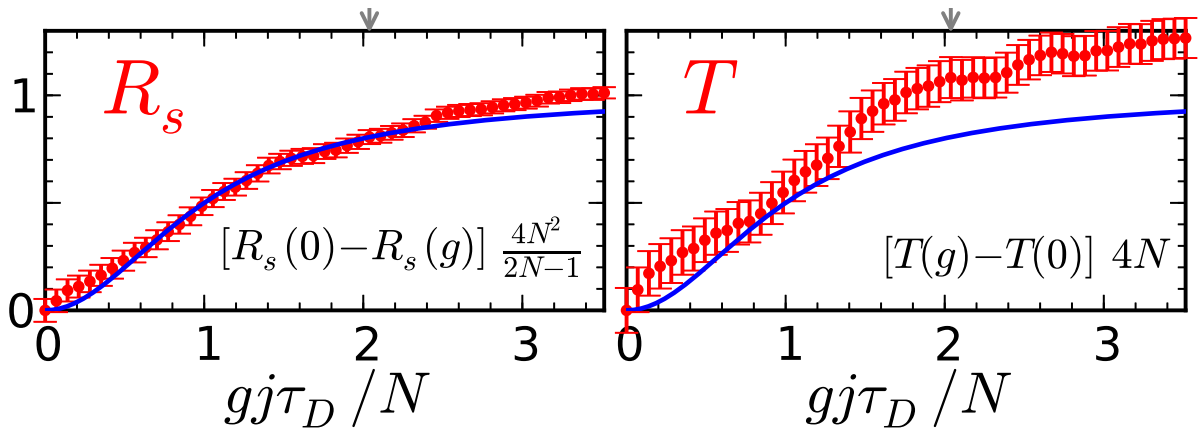 R_s
T
1
[R_s(0)−R_s(g)] 4N²/2N−1
[T(g)−T(0)] 4N
0
0 1 2 3
0 1 2 3
gjτ_D/N
gjτ_D/N